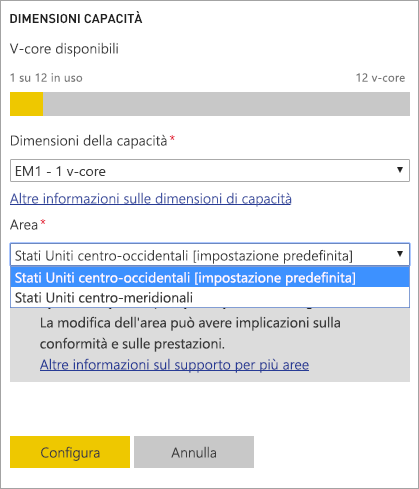 DIMENSIONI CAPACITÀ
V-core disponibili
1 su 12 in uso 12 v-core
Dimensioni della capacità*
EM1 - 1 v-core
Altre informazioni sulle dimensioni di capacità
Area*
Stati Uniti centro-occidentali [impostazione predefinita]
Stati Uniti centro-occidentali [impostazione predefinita]
Stati Uniti centro-meridionali
La modifica dell'area può avere implicazioni sulla
conformità e sulle prestazioni.
Altre informazioni sul supporto per più aree
Configura Annulla